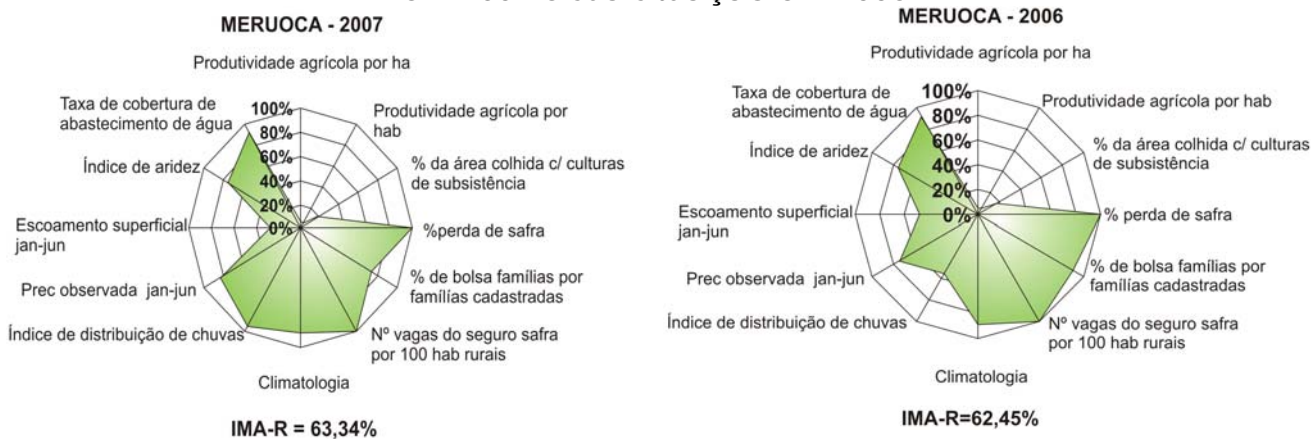 MERUOCA - 2007
Produtividade agrícola por ha
Taxa de cobertura de
abastecimento de água
Produtividade agrícola por
hab
Índice de aridez
% da área colhida c/ culturas
de subsistência
Escoamento superficial
jan-jun
%perda de safra
Prec observada jan-jun
% de bolsa famílias por
famílías cadastradas
Índice de distribuição de chuvas
Nº vagas do seguro safra
por 100 hab rurais
Climatologia
100%
80%
60%
40%
20%
0%
IMA-R = 63,34%
MERUOCA - 2006
Produtividade agrícola por ha
Taxa de cobertura de
abastecimento de água
Produtividade agrícola por hab
Índice de aridez
% da área colhida c/ culturas
de subsistência
Escoamento superficial
jan-jun
% perda de safra
Prec observada jan-jun
% de bolsa famílias por
famílías cadastradas
Índice de distribuição de chuvas
Nº vagas do seguro safra
por 100 hab rurais
Climatologia
100%
80%
60%
40%
20%
0%
IMA-R=62,45%